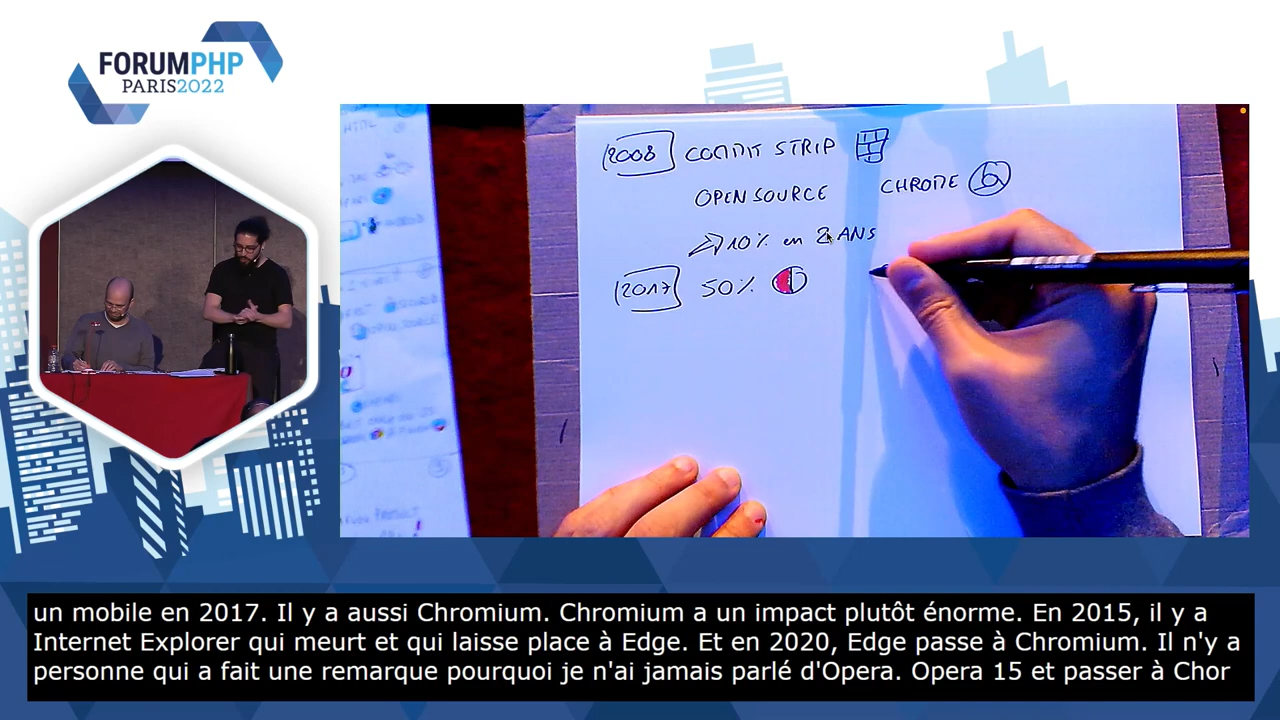 FORUMPHP
PARIS2022
2008 COMMIT STRIP
OPEN SOURCE CHROME
10% en 2 ANS
2017 50%
un mobile en 2017. Il y a aussi Chromium. Chromium a un impact plutôt énorme. En 2015, il y a
Internet Explorer qui meurt et qui laisse place à Edge. Et en 2020, Edge passe à Chromium. Il n'y a
personne qui a fait une remarque pourquoi je n'ai jamais parlé d'Opera. Opera 15 et passer à Chor